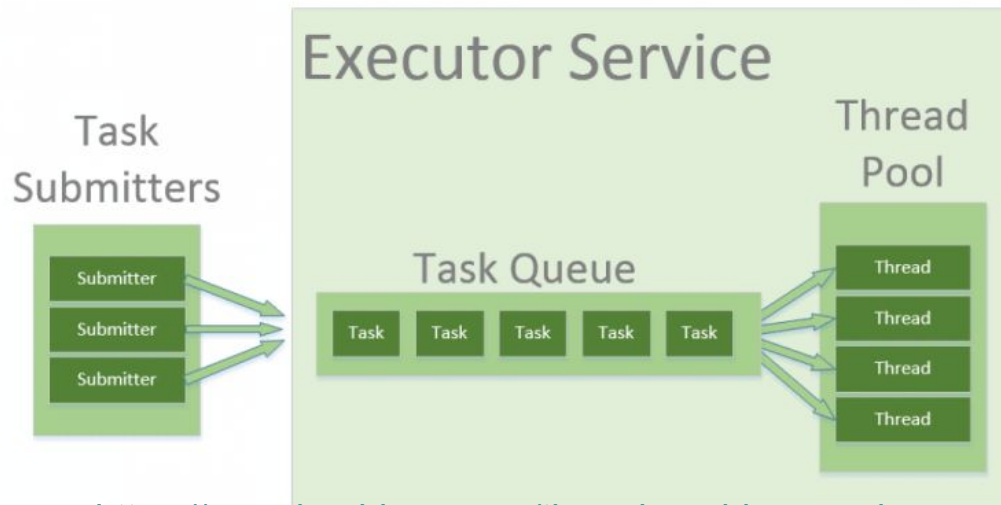 Executor Service
Task
Submitters
Submitter
Submitter
Submitter
Task Queue
Task
Task
Task
Task
Task
Thread
Pool
Thread
Thread
Thread
Thread